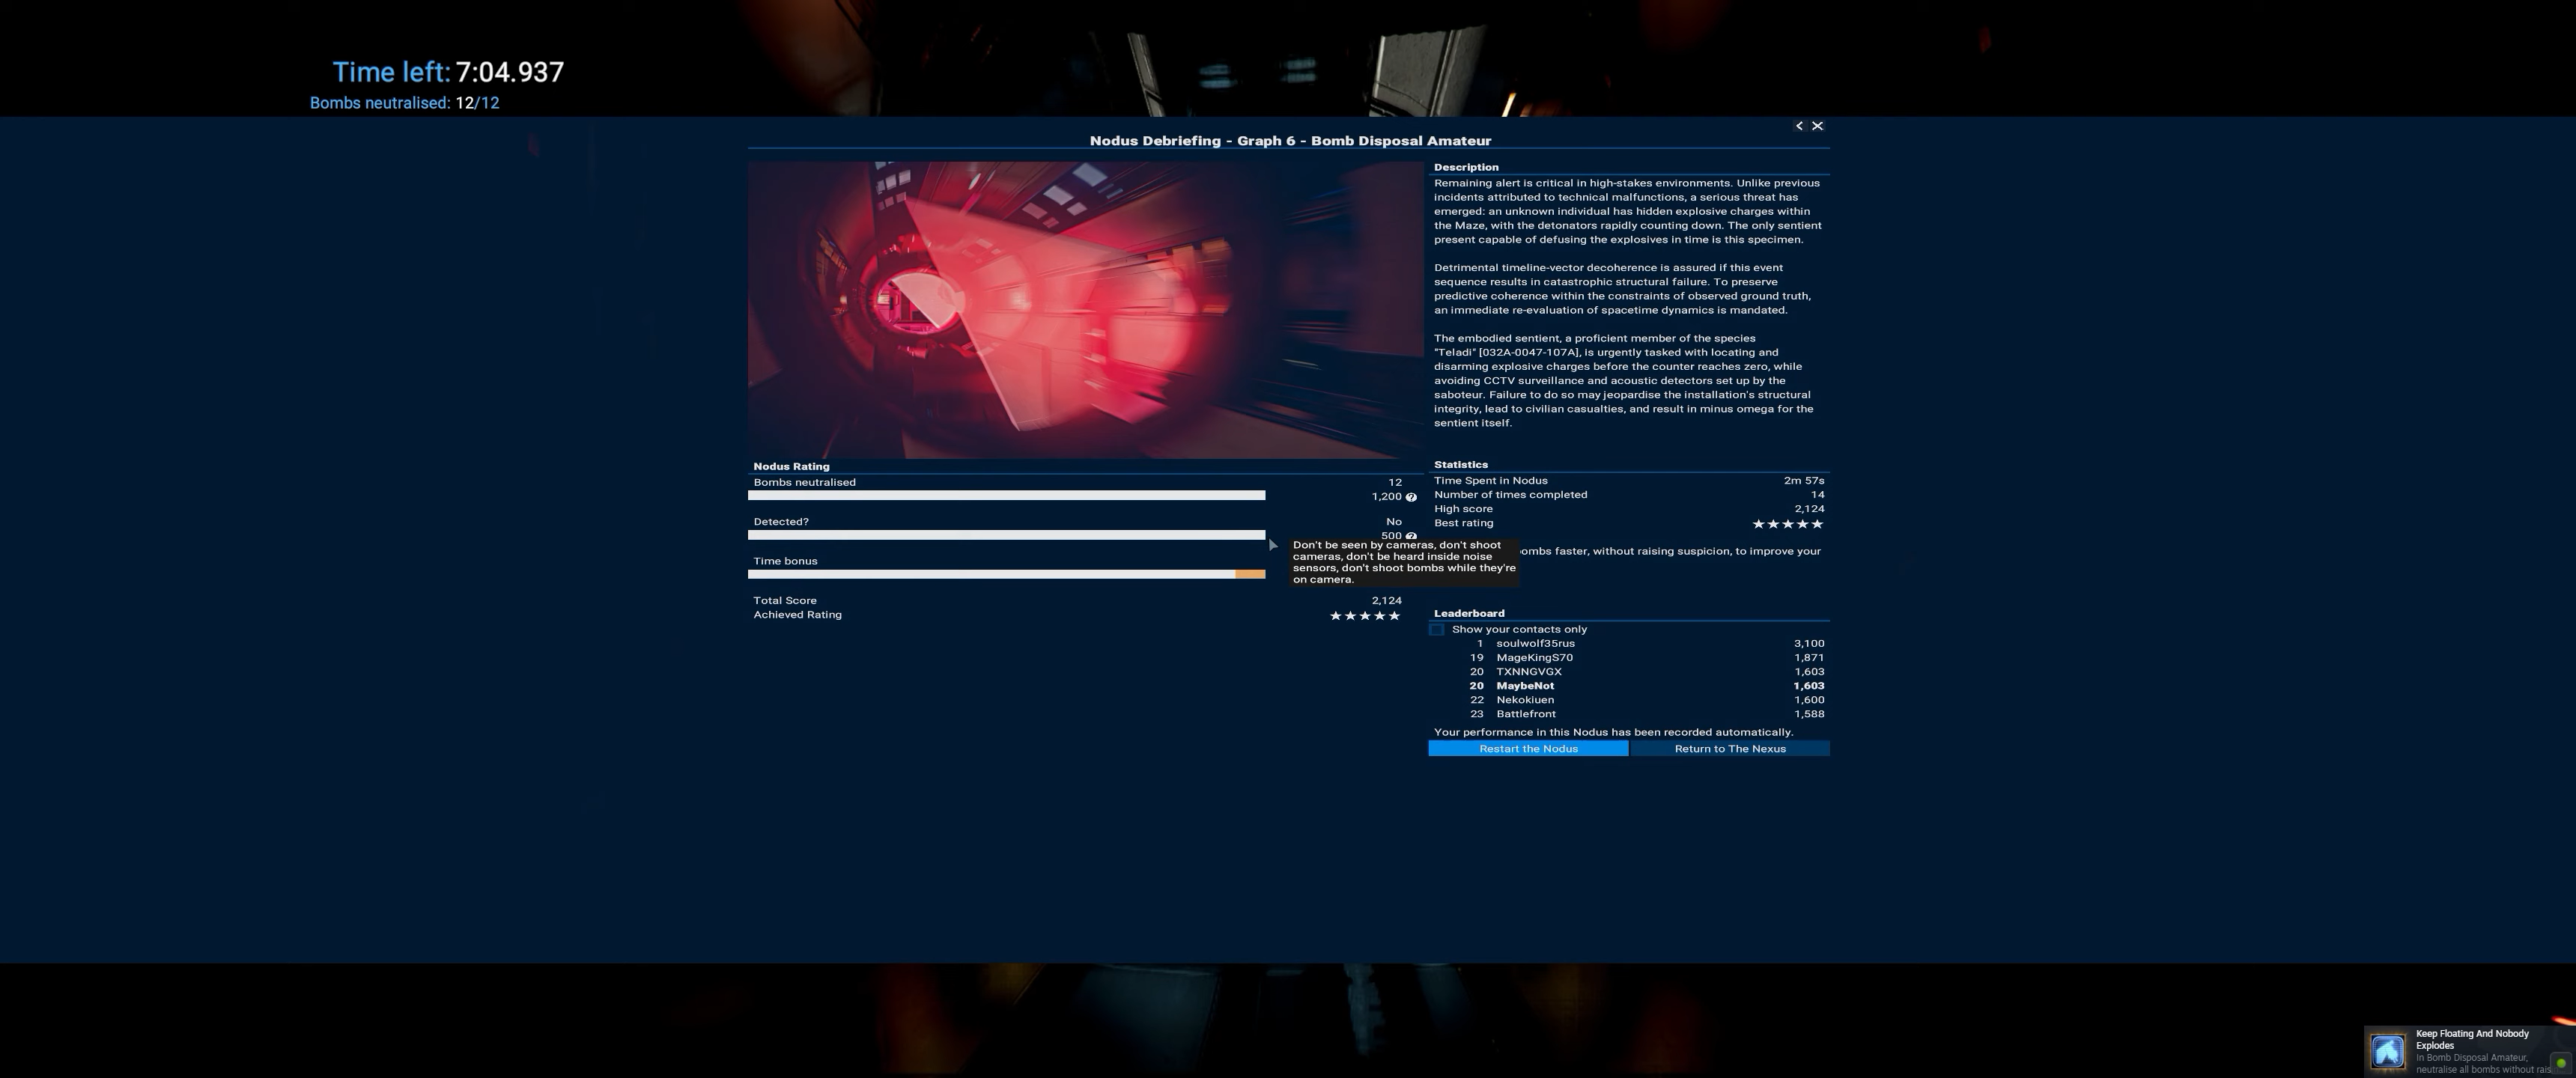 Time left: 7:04.937
Bombs neutralised: 12/12
Nodus Debriefing - Graph 6 - Bomb Disposal Amateur
Nodus Rating
Bombs neutralised 12
1,200
Detected? No
500
Time bonus
Total Score 2,124
Achieved Rating ★★★★★
Description
Remaining alert is critical in high-stakes environments. Unlike previous
incidents attributed to technical malfunctions, a serious threat has
emerged: an unknown individual has hidden explosive charges within
the Maze, with the detonators rapidly counting down. The only sentient
present capable of defusing the explosives in time is this specimen.
Detrimental timeline-vector decoherence is assured if this event
sequence results in catastrophic structural failure. To preserve
predictive coherence within the constraints of observed ground truth,
an immediate re-evaluation of spacetime dynamics is mandated.
The embodied sentient, a proficient member of the species
"Teladi" [032A-0047-107A], is urgently tasked with locating and
disarming explosive charges before the counter reaches zero, while
avoiding CCTV surveillance and acoustic detectors set up by the
saboteur. Failure to do so may jeopardise the installation's structural
integrity, lead to civilian casualties, and result in minus omega for the
sentient itself.
Statistics
Time Spent in Nodus 2m 57s
Number of times completed 14
High score 2,124
Best rating ★★★★★
Don't be seen by cameras, don't shoot
cameras, don't be heard inside noise
sensors, don't shoot bombs while they're
on camera.
bombs faster, without raising suspicion, to improve your
Leaderboard
Show your contacts only
1 soulwolf35rus 3,100
19 MageKingS70 1,871
20 TXNNGVGX 1,603
20 MaybeNot 1,603
22 Nekokiuen 1,600
23 Battlefront 1,588
Your performance in this Nodus has been recorded automatically.
Restart the Nodus
Return to The Nexus
Keep Floating And Nobody
Explodes
In Bomb Disposal Amateur,
neutralise all bombs without rais